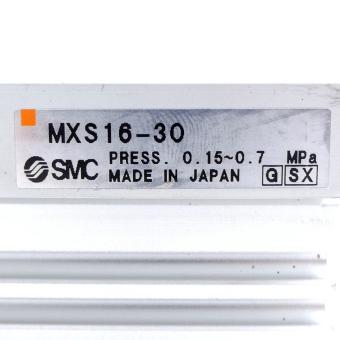 MXS16-30
SMC PRESS. 0.15~0.7 MPa
MADE IN JAPAN G SX